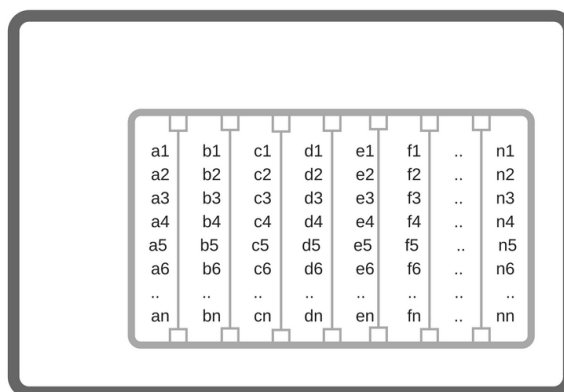 a1 b1 c1 d1 e1 f1 .. n1
a2 b2 c2 d2 e2 f2 .. n2
a3 b3 c3 d3 e3 f3 .. n3
a4 b4 c4 d4 e4 f4 .. n4
a5 b5 c5 d5 e5 f5 .. n5
a6 b6 c6 d6 e6 f6 .. n6
.. .. .. .. .. .. .. ..
an bn cn dn en fn .. nn